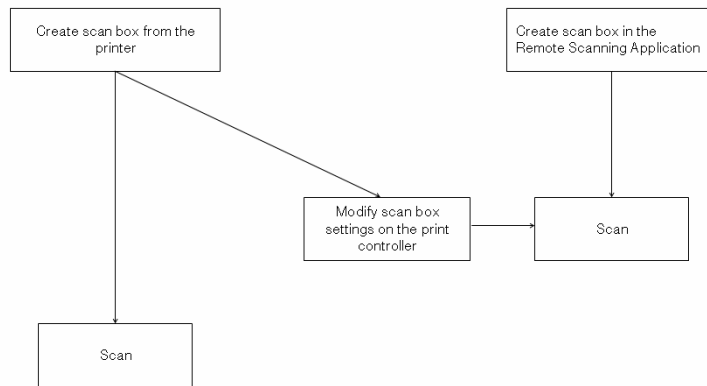 Create scan box from the
printer
Create scan box in the
Remote Scanning Application
Modify scan box
settings on the print
controller
Scan
Scan